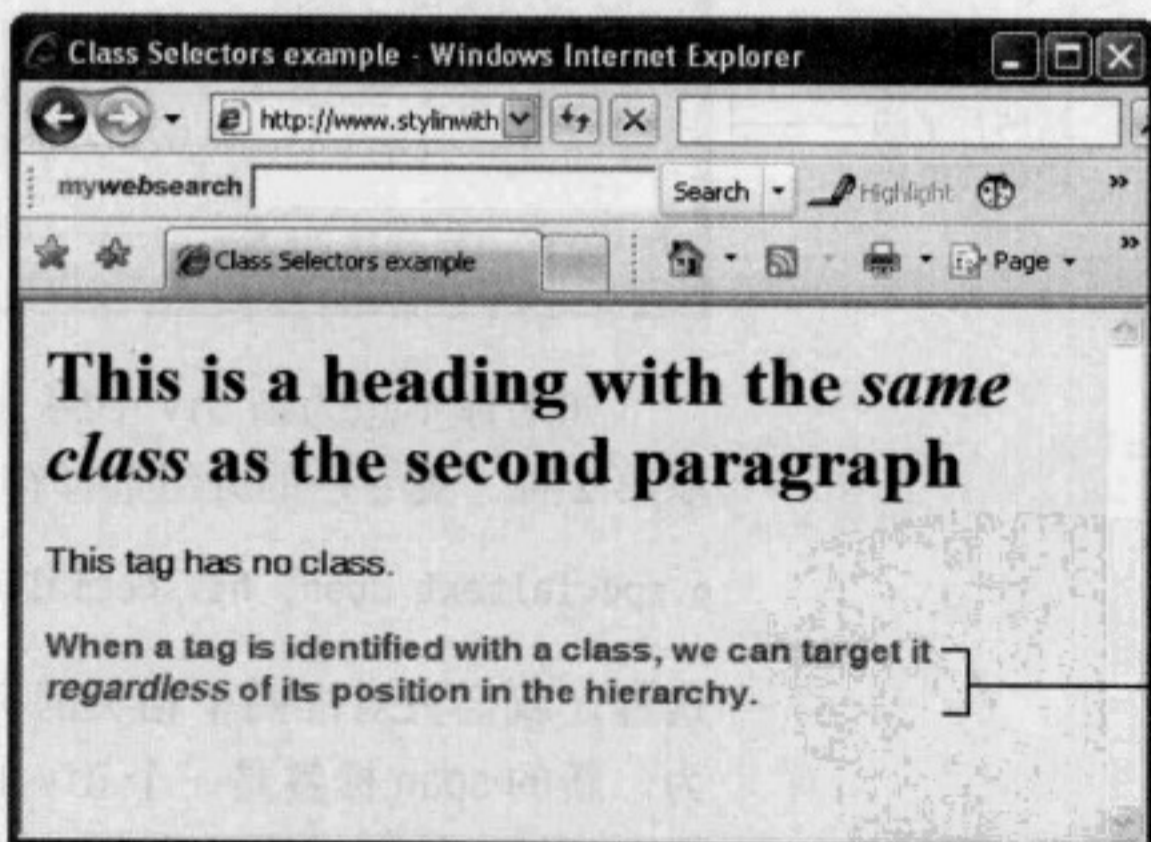 Class Selectors example - Windows Internet Explorer
http://www.stylinwith
mywebsearch Search Highlight »
Class Selectors example Page »
This is a heading with the same
class as the second paragraph
This tag has no class.
When a tag is identified with a class, we can target it
regardless of its position in the hierarchy.